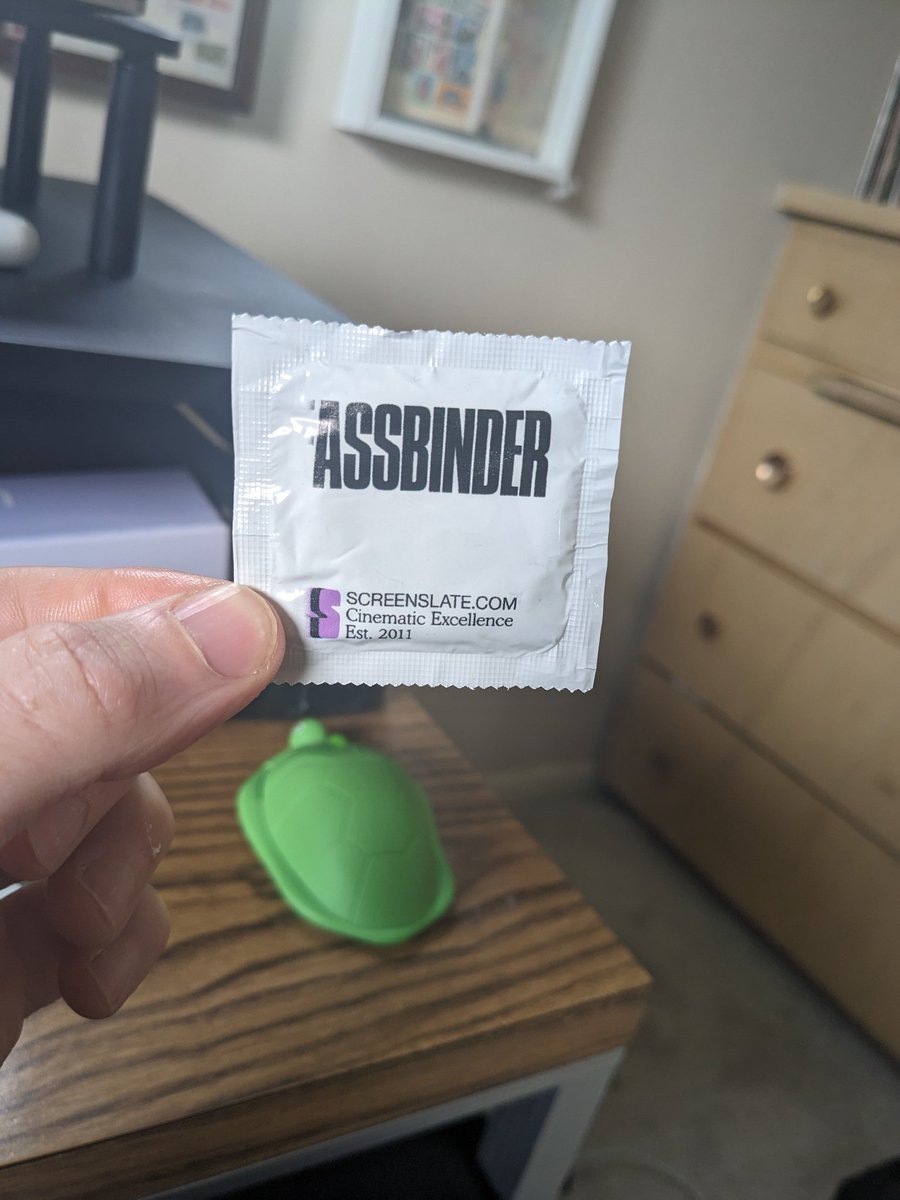 ASSBINDER
SCREENSLATE.COM
Cinematic Excellence
Est. 2011